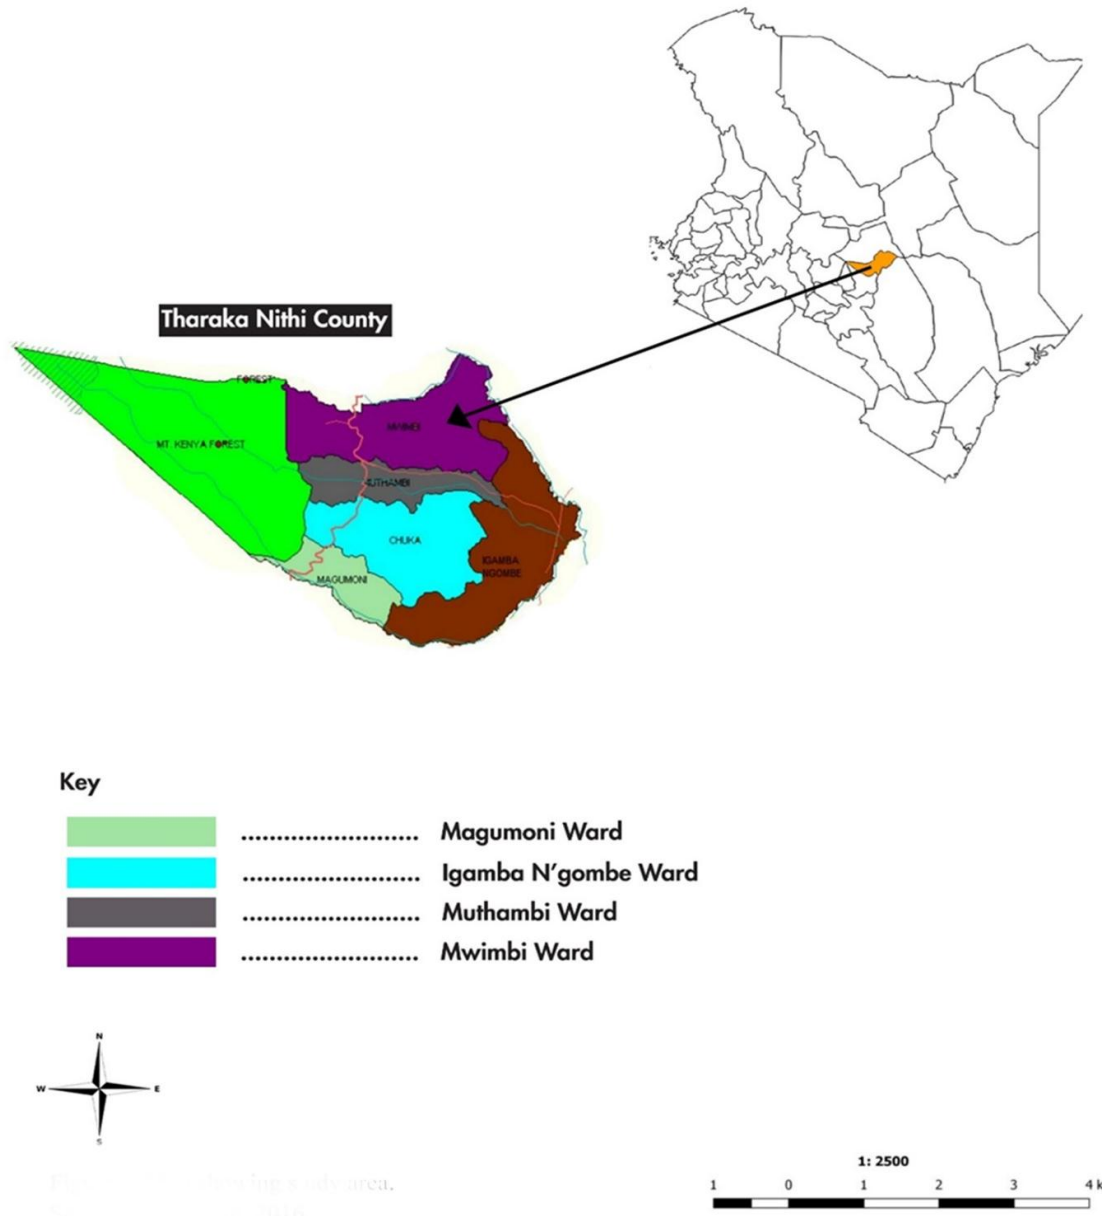 Tharaka Nithi County
FOREST
MT. KENYA FOREST
MWIMBI
MUTHAMBI
CHUKA
IGAMBA
NGOMBE
MAGUMONI
Key
........................ Magumoni Ward
........................ Igamba N'gombe Ward
........................ Muthambi Ward
........................ Mwimbi Ward
N
W E
S
1: 2500
1 0 1 2 3 4 k
area.